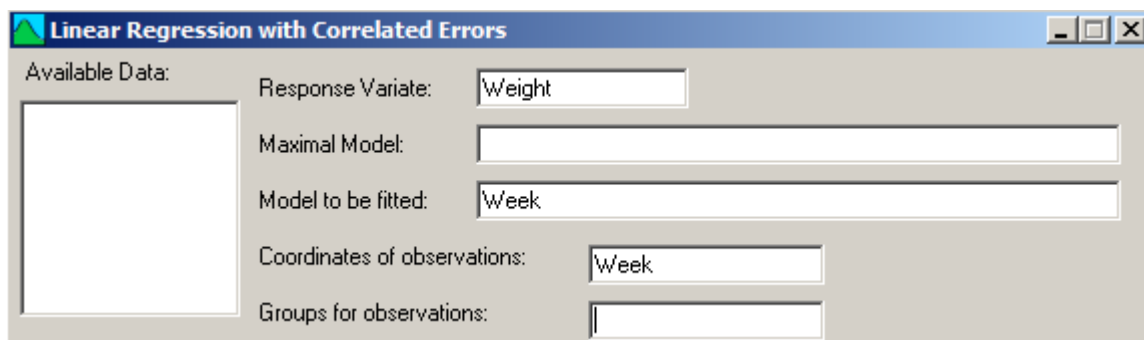 Linear Regression with Correlated Errors
Available Data:
Response Variate: Weight
Maximal Model:
Model to be fitted: Week
Coordinates of observations: Week
Groups for observations: